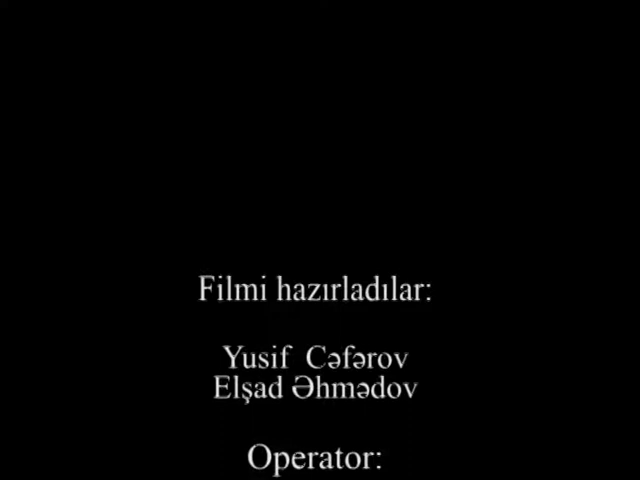 Filmi hazırladılar:
Yusif Cəfərov
Elşad Əhmədov
Operator: